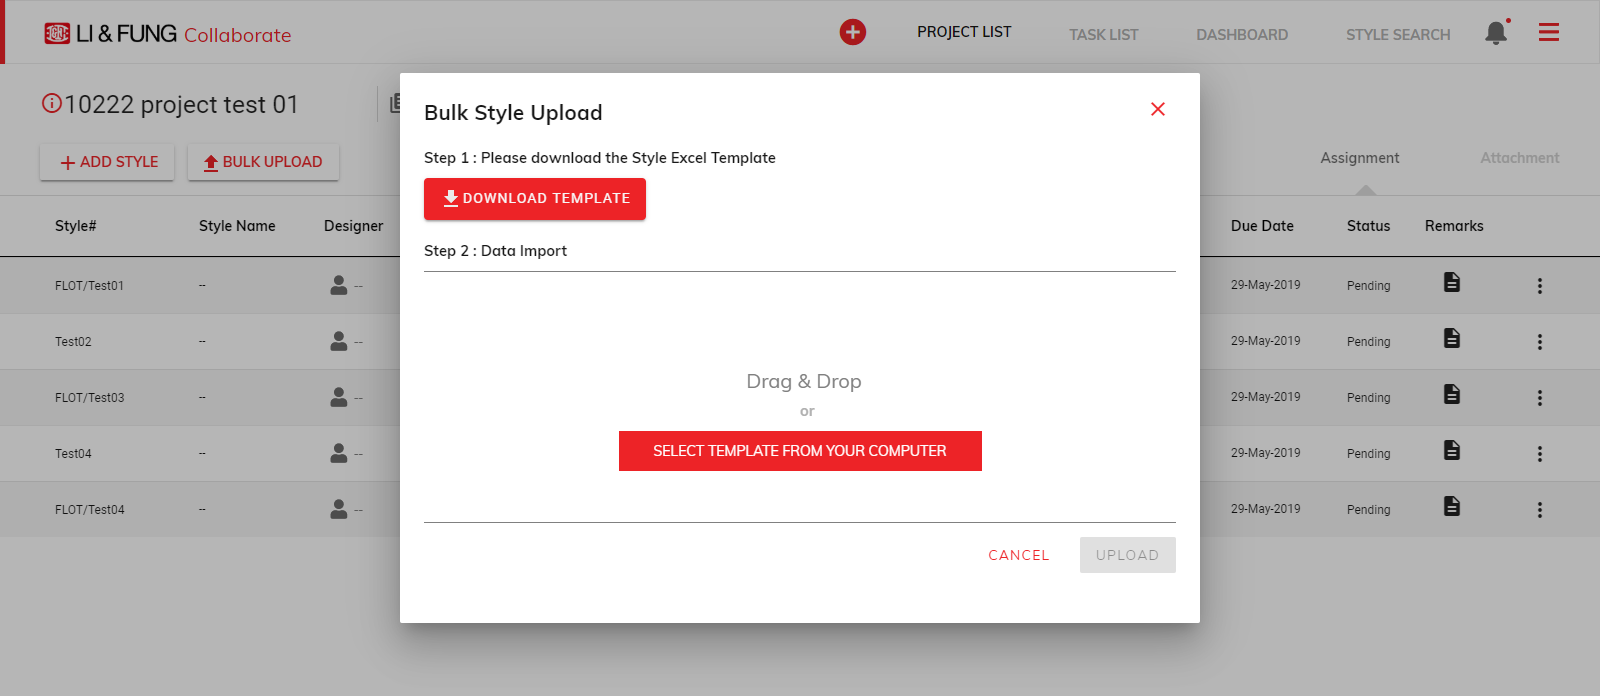 LI & FUNG Collaborate
PROJECT LIST
TASK LIST
DASHBOARD
STYLE SEARCH
10222 project test 01
ADD STYLE
BULK UPLOAD
Assignment
Attachment
Style#
Style Name
Designer
Due Date
Status
Remarks
FLOT/Test01 -- -- 29-May-2019 Pending
Test02 -- -- 29-May-2019 Pending
FLOT/Test03 -- -- 29-May-2019 Pending
Test04 -- -- 29-May-2019 Pending
FLOT/Test04 -- -- 29-May-2019 Pending
Bulk Style Upload
Step 1 : Please download the Style Excel Template
DOWNLOAD TEMPLATE
Step 2 : Data Import
Drag & Drop
or
SELECT TEMPLATE FROM YOUR COMPUTER
CANCEL
UPLOAD